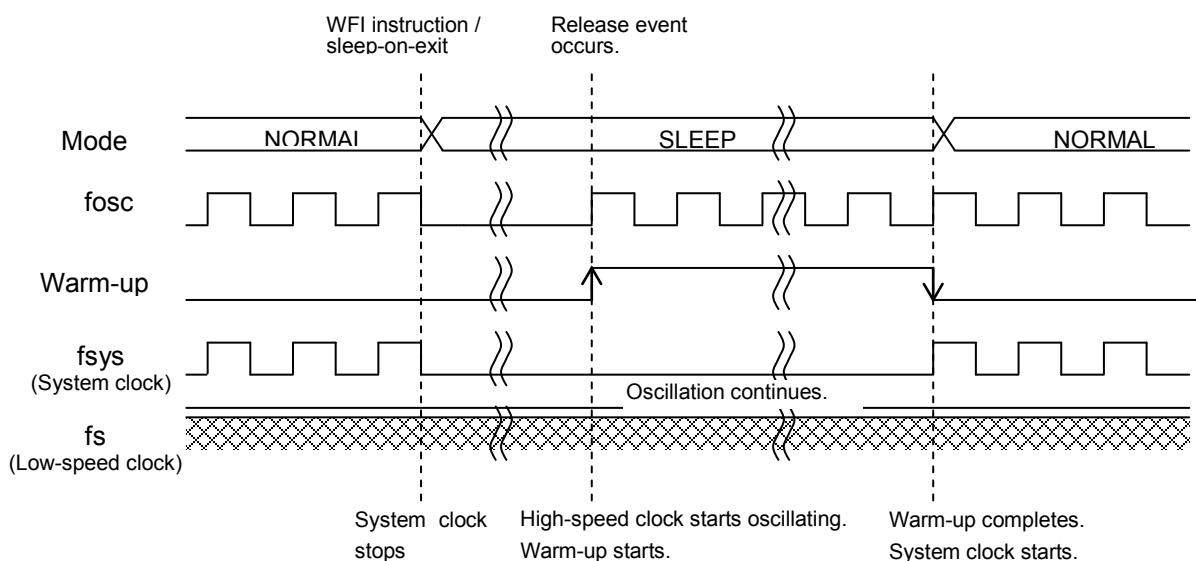 WFI instruction /
sleep-on-exit
Release event
occurs.
Mode
NORMAL
SLEEP
NORMAL
fosc
Warm-up
fsys
(System clock)
Oscillation continues.
fs
(Low-speed clock)
System clock
stops
High-speed clock starts oscillating.
Warm-up starts.
Warm-up completes.
System clock starts.